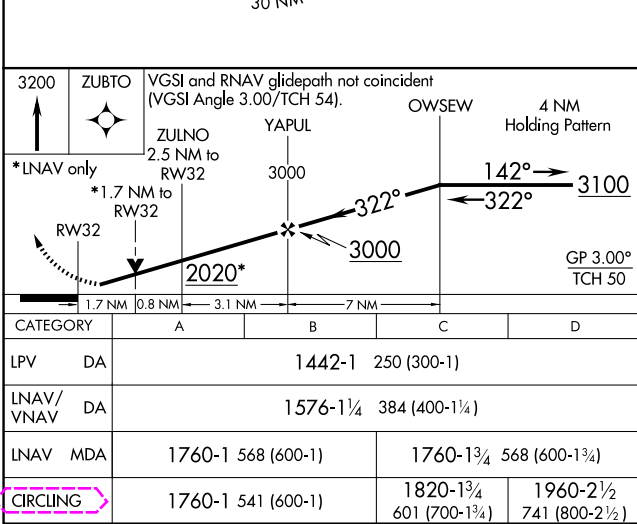 30 NM
3200
ZUBTO
VGSI and RNAV glidepath not coincident
(VGSI Angle 3.00/TCH 54).
OWSEW
4 NM
Holding Pattern
YAPUL
ZULNO
2.5 NM to
RW32
*LNAV only
*1.7 NM to
RW32
3000
142°
322°
3100
322°
RW32
3000
2020*
GP 3.00°
TCH 50
1.7 NM
0.8 NM
3.1 NM
7 NM
CATEGORY A B C D
LPV DA 1442-1 250 (300-1)
LNAV/
VNAV DA 1576-1¼ 384 (400-1¼)
LNAV MDA 1760-1 568 (600-1) 1760-1¾ 568 (600-1¾)
CIRCLING 1760-1 541 (600-1) 1820-1¾ 1960-2½
601 (700-1¾) 741 (800-2½)